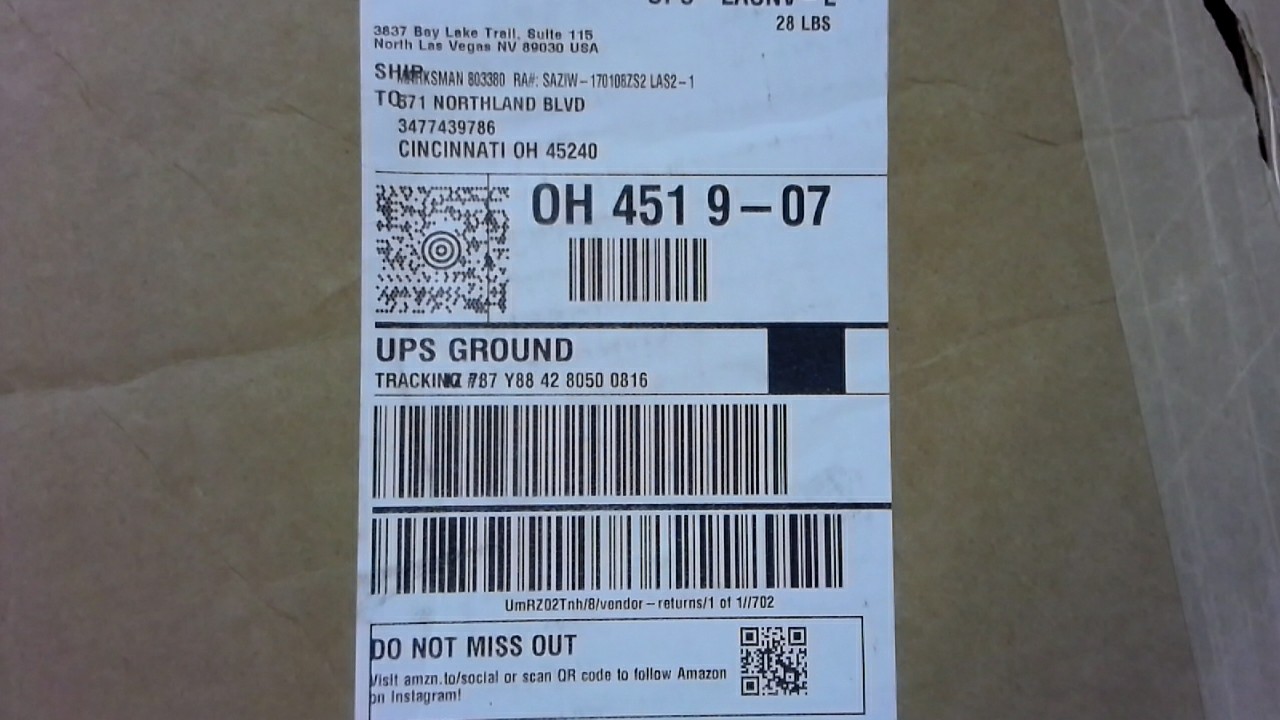 28 LBS
3837 Bay Lake Trail, Suite 115
North Las Vegas NV 89030 USA
SHIP
MARKSMAN 803380 RA#: SAZIW-170108ZS2 LAS2-1
TO
671 NORTHLAND BLVD
3477439786
CINCINNATI OH 45240
OH 451 9-07
UPS GROUND
787 Y88 42 8050 0816
UmRZ02Tnh/8/vendor-returns/1 of 1//702
DO NOT MISS OUT
Visit amzn.to/social or scan QR code to follow Amazon
on Instagram!